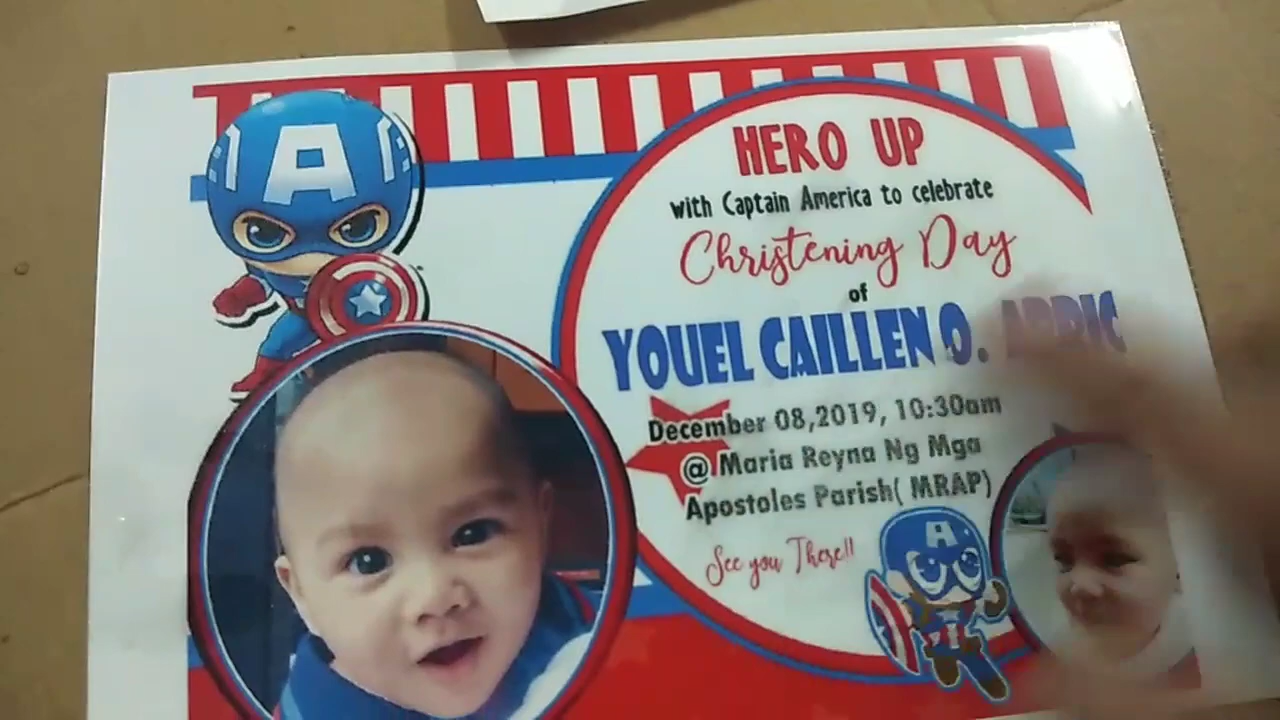 HERO UP
with Captain America to celebrate
Christening Day
of
YOUEL CAILLEN O.
December 08,2019, 10:30am
@ Maria Reyna Ng Mga
Apostoles Parish( MRAP)
See you There!!
A
A